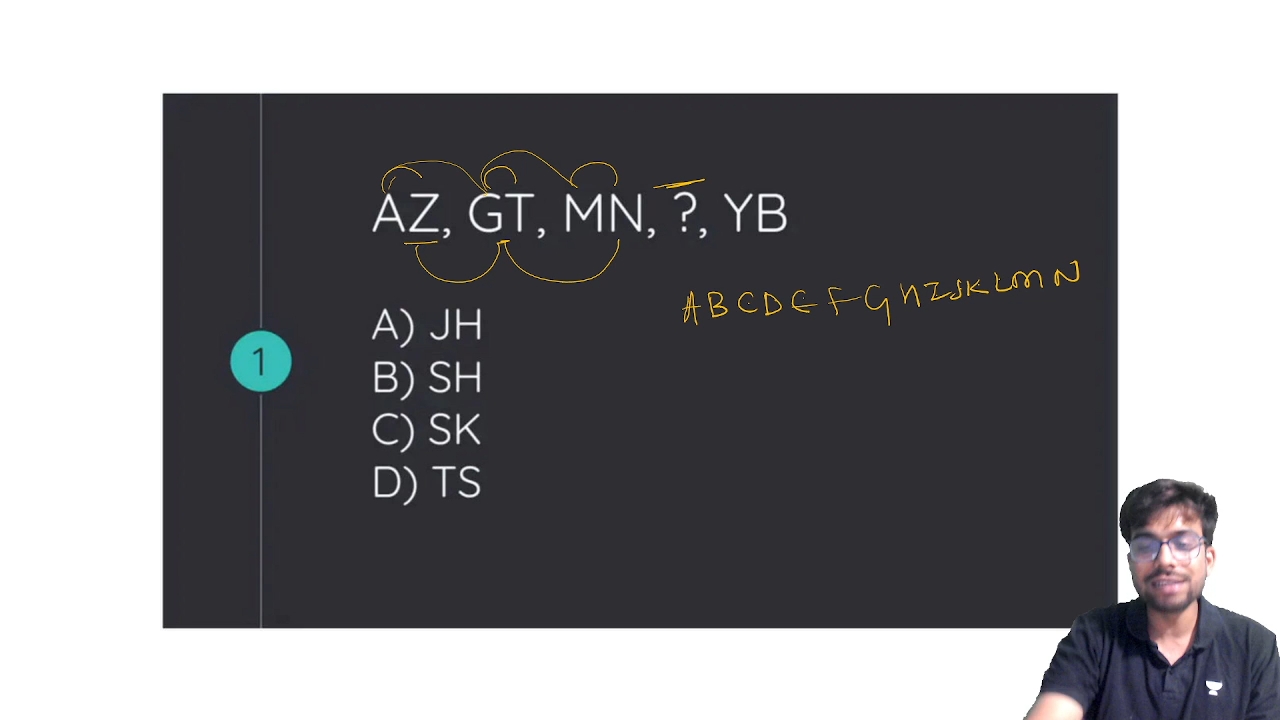 AZ, GT, MN, ?, YB
A B C D E F G H I J K L M N
A) JH
B) SH
1
C) SK
D) TS